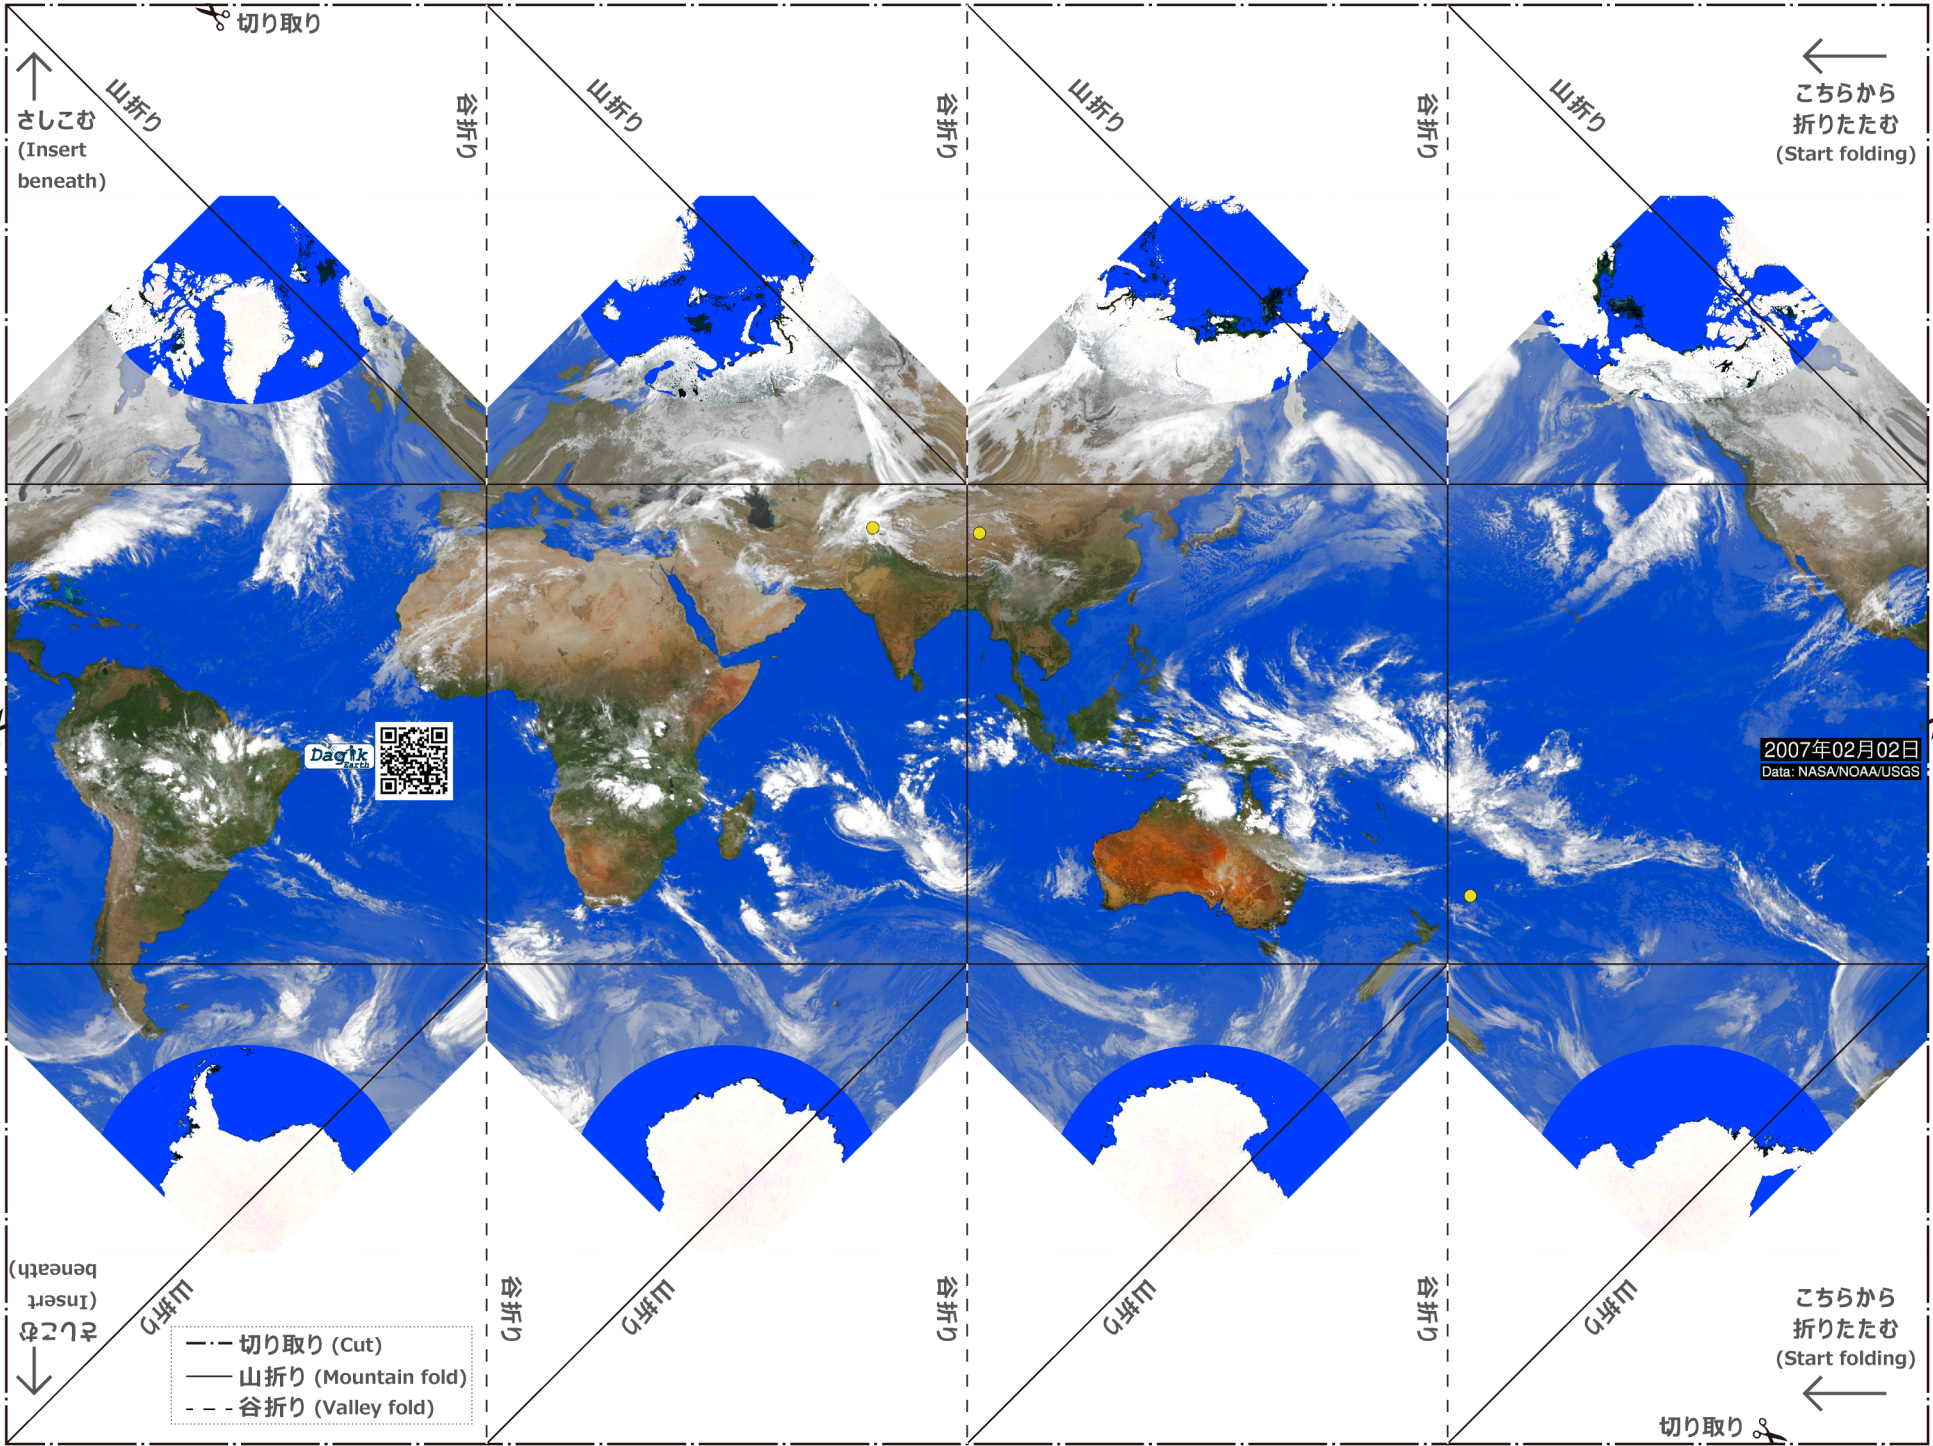 切り取り
山折り
谷折り
山折り
谷折り
山折り
谷折り
山折り
さしこむ
(Insert
beneath)
こちらから
折りたたむ
(Start folding)
Dagik
Earth
2007年02月02日
Data: NASA/NOAA/USGS
さしこむ
(Insert
beneath)
山折り
谷折り
山折り
谷折り
山折り
谷折り
山折り
こちらから
折りたたむ
(Start folding)
切り取り (Cut)
山折り (Mountain fold)
谷折り (Valley fold)
切り取り